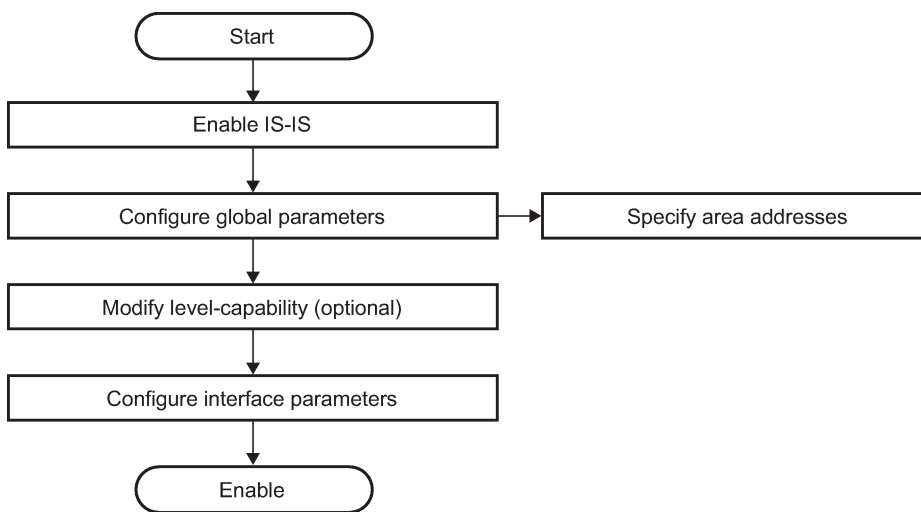 Start
Enable IS-IS
Configure global parameters
Specify area addresses
Modify level-capability (optional)
Configure interface parameters
Enable